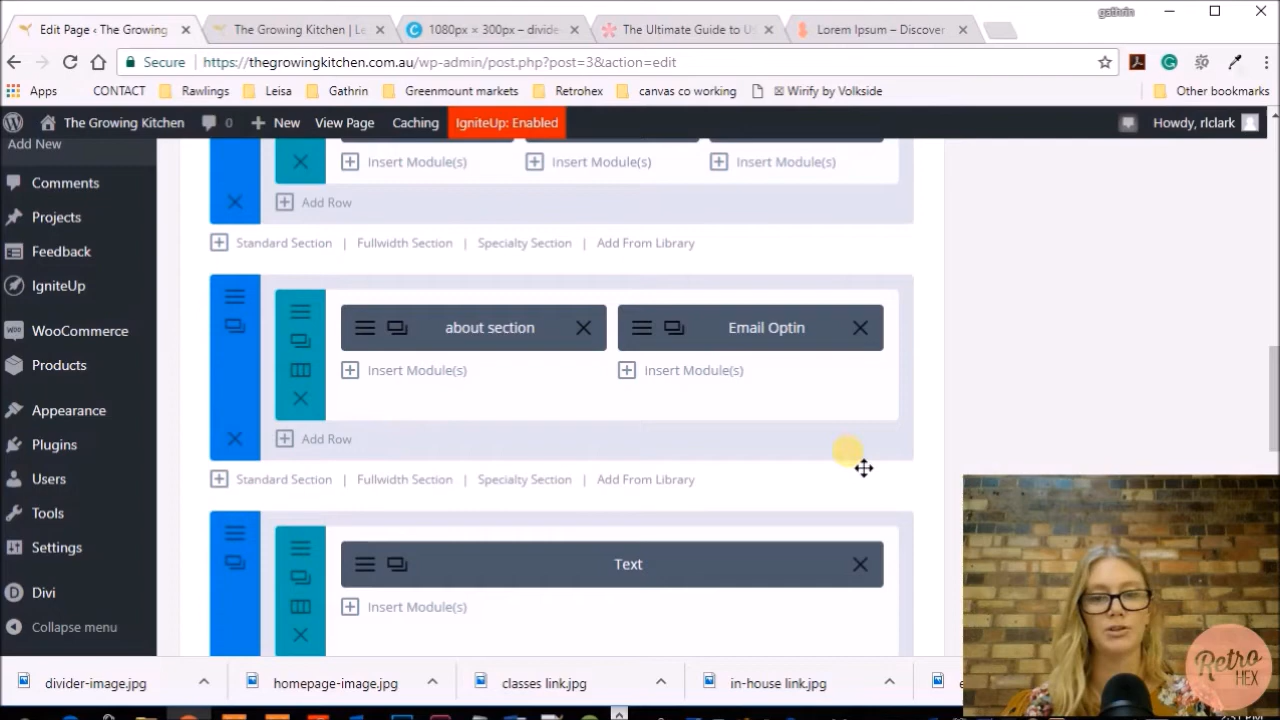 gathrin
Edit Page ‹ The Growing
The Growing Kitchen | Le
1080px × 300px – divide
The Ultimate Guide to U
Lorem Ipsum – Discover
Secure
https://thegrowingkitchen.com.au/wp-admin/post.php?post=3&action=edit
Apps
CONTACT
Rawlings
Leisa
Gathrin
Greenmount markets
Retrohex
canvas co working
Wirify by Volkside
Other bookmarks
The Growing Kitchen
0
New
View Page
Caching
IgniteUp: Enabled
Howdy, rlclark
Add New
Comments
Projects
Feedback
IgniteUp
WooCommerce
Products
Appearance
Plugins
Users
Tools
Settings
Divi
Collapse menu
Insert Module(s)
Insert Module(s)
Insert Module(s)
Add Row
Standard Section | Fullwidth Section | Specialty Section | Add From Library
about section
Email Optin
Insert Module(s)
Insert Module(s)
Add Row
Standard Section | Fullwidth Section | Specialty Section | Add From Library
Text
Insert Module(s)
Retro
HEX
divider-image.jpg
homepage-image.jpg
classes link.jpg
in-house link.jpg